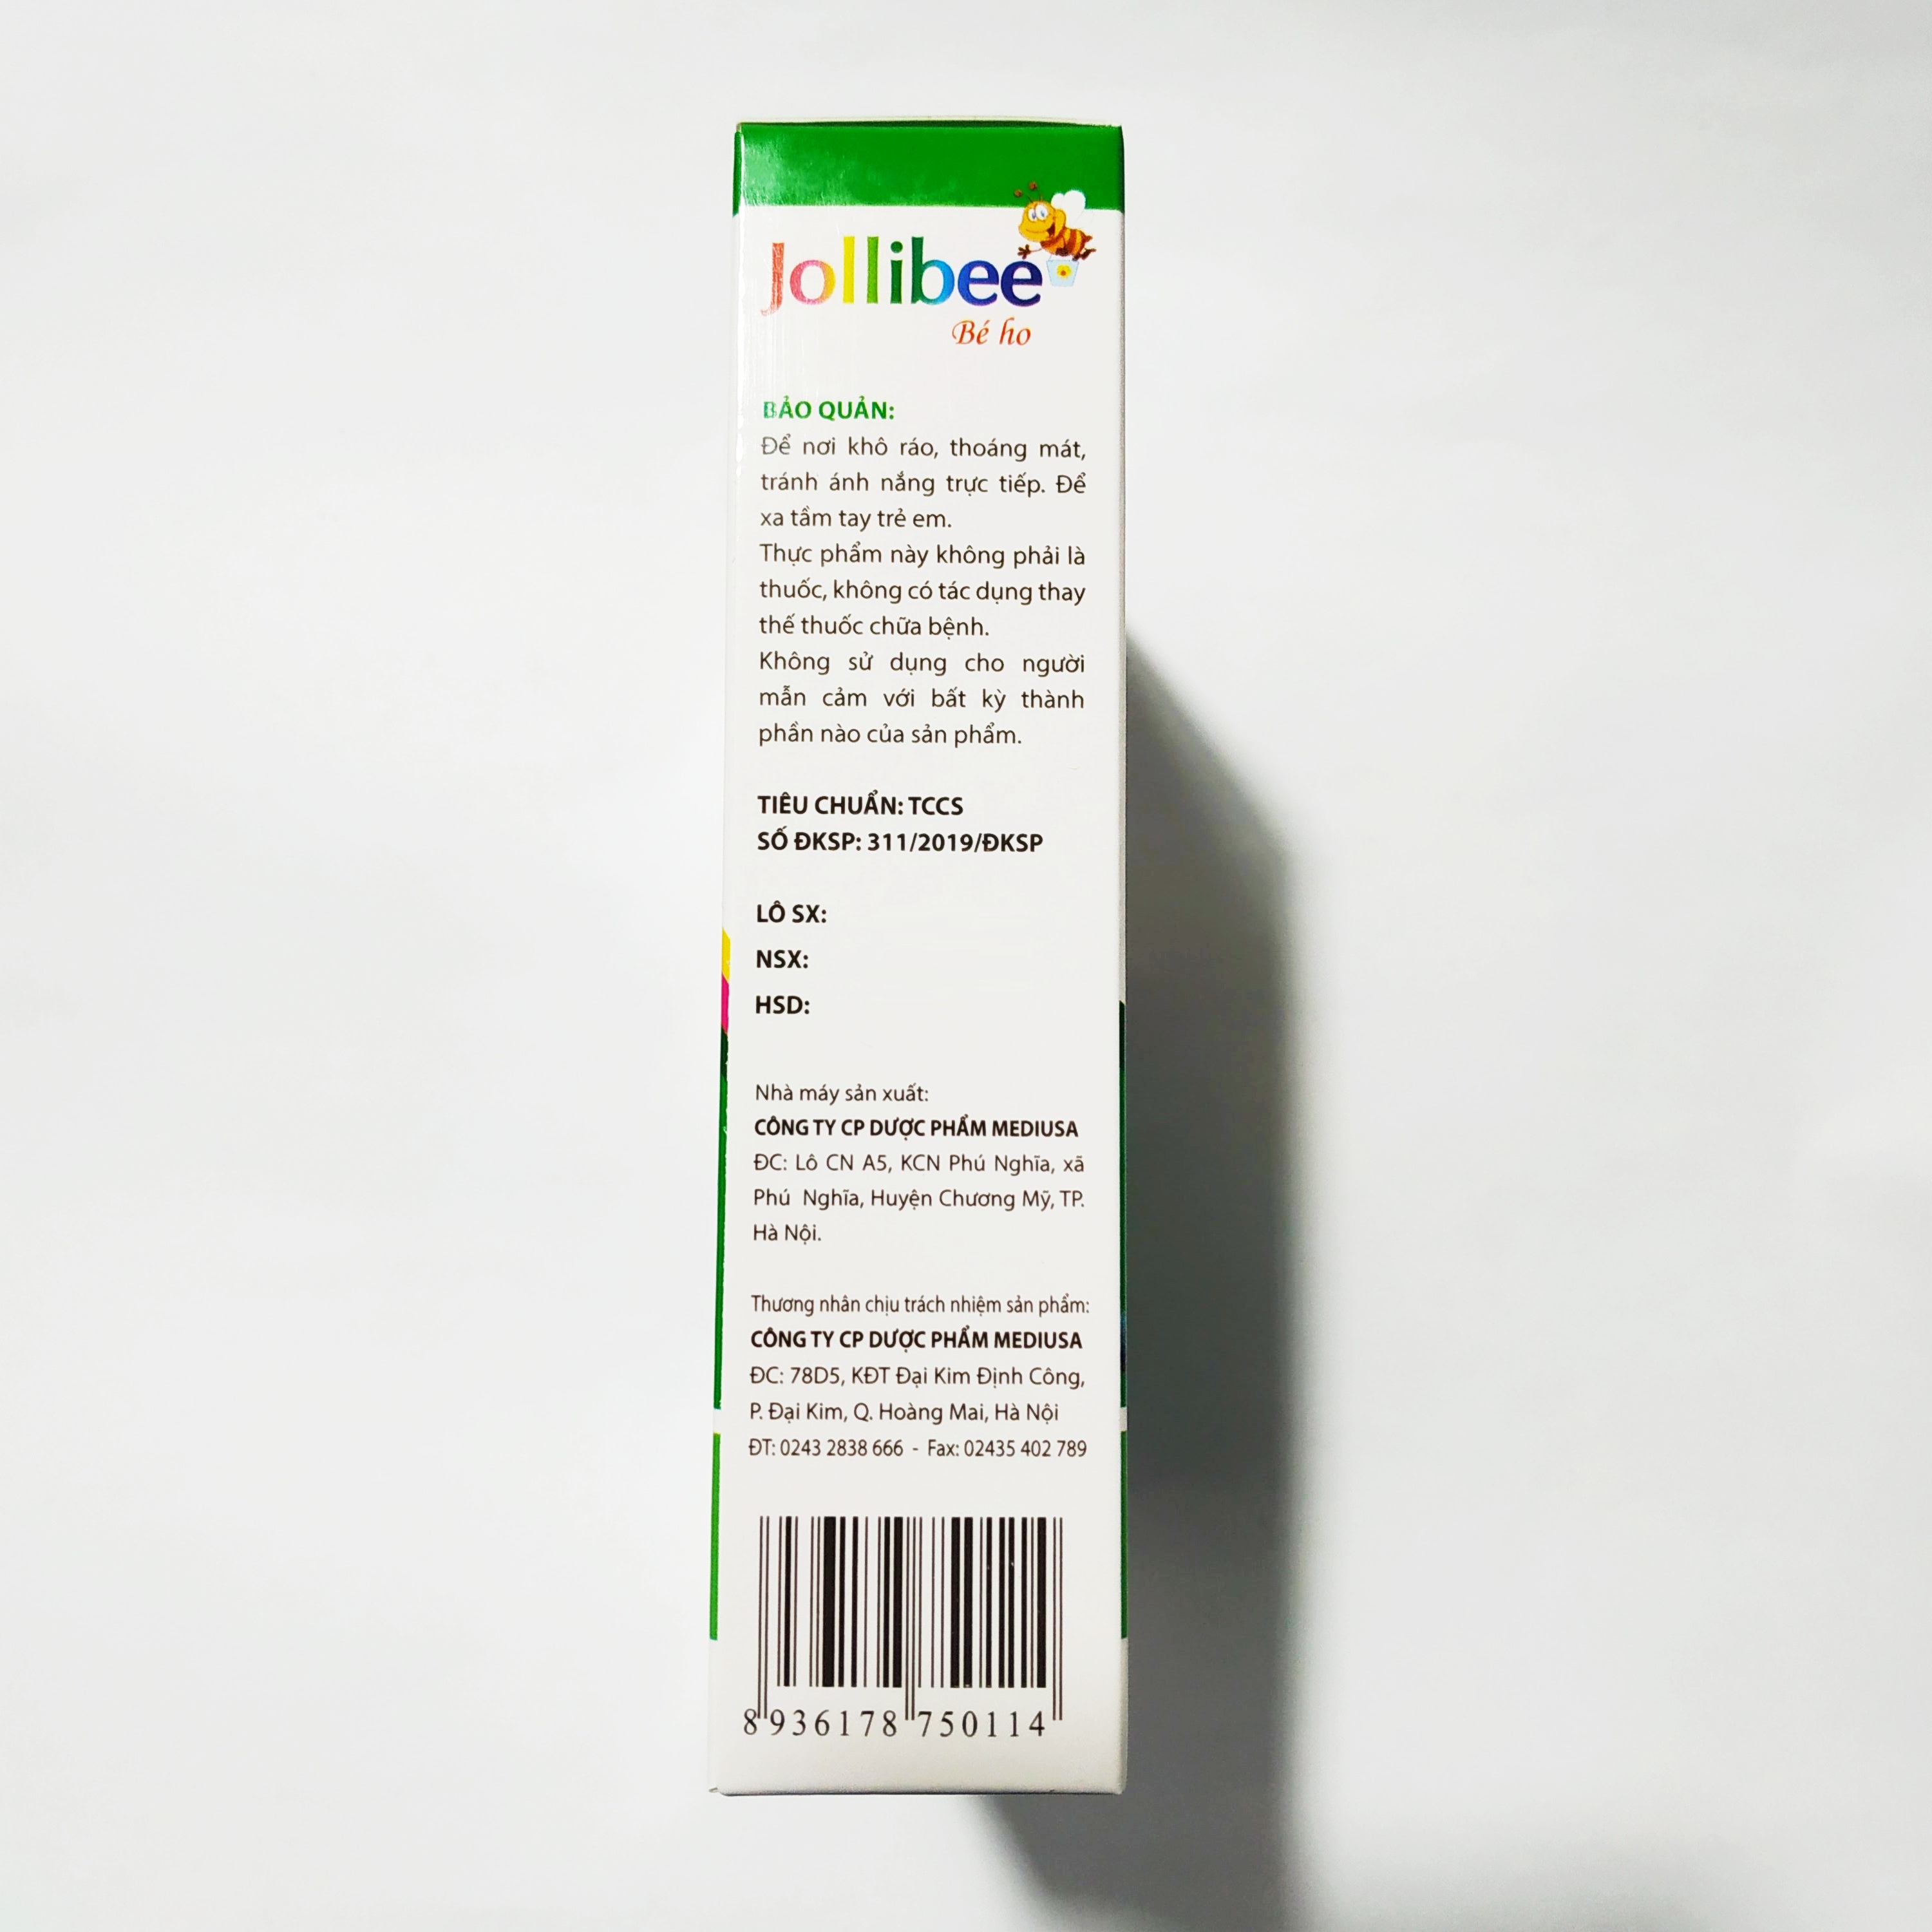 Jollibee
Bé ho
BẢO QUẢN:
Để nơi khô ráo, thoáng mát,
tránh ánh nắng trực tiếp. Để
xa tầm tay trẻ em.
Thực phẩm này không phải là
thuốc, không có tác dụng thay
thế thuốc chữa bệnh.
Không sử dụng cho người
mẫn cảm với bất kỳ thành
phần nào của sản phẩm.
TIÊU CHUẨN: TCCS
SỐ ĐKSP: 311/2019/ĐKSP
LÔ SX:
NSX:
HSD:
Nhà máy sản xuất:
CÔNG TY CP DƯỢC PHẨM MEDIUSA
ĐC: Lô CN A5, KCN Phú Nghĩa, xã
Phú Nghĩa, Huyện Chương Mỹ, TP.
Hà Nội.
Thương nhân chịu trách nhiệm sản phẩm:
CÔNG TY CP DƯỢC PHẨM MEDIUSA
ĐC: 78D5, KĐT Đại Kim Định Công,
P. Đại Kim, Q. Hoàng Mai, Hà Nội
ĐT: 0243 2838 666 - Fax: 02435 402 789
8 936178 750114